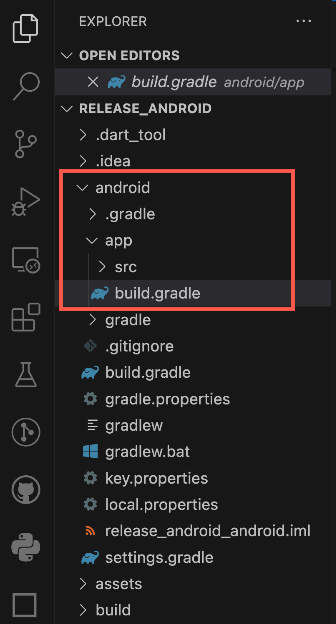 EXPLORER
OPEN EDITORS
build.gradle android/app
RELEASE_ANDROID
.dart_tool
.idea
android
.gradle
app
src
build.gradle
gradle
.gitignore
build.gradle
gradle.properties
gradlew
gradlew.bat
key.properties
local.properties
release_android_android.iml
settings.gradle
assets
build